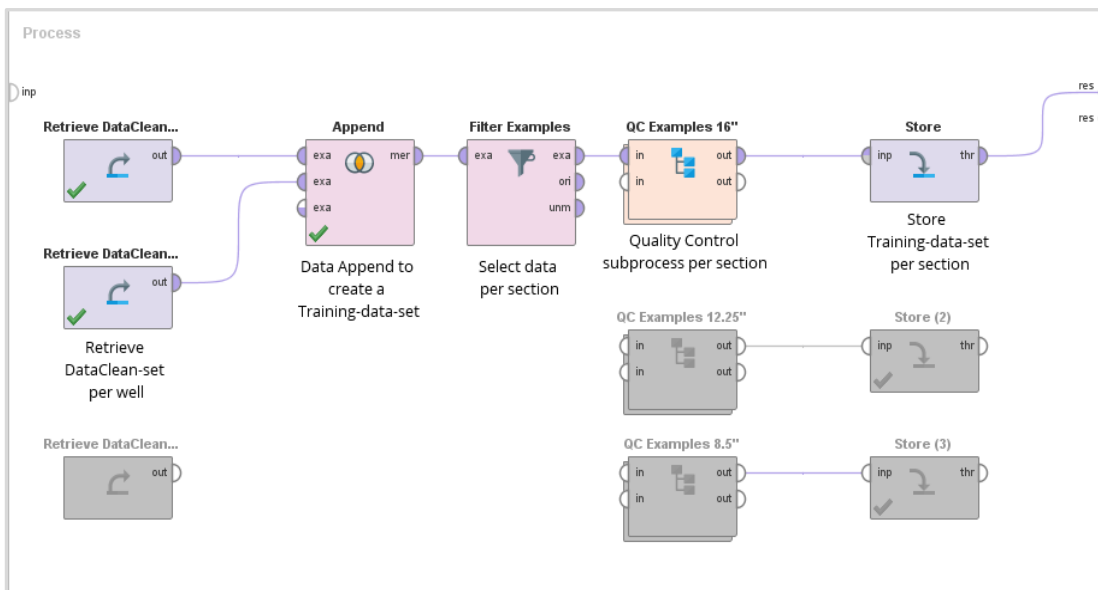 Process
inp
res
res
Retrieve DataClean...
out
Append
exa
mer
exa
exa
Filter Examples
exa
exa
ori
unm
QC Examples 16"
in
out
in
out
Store
inp
thr
Data Append to
create a
Training-data-set
Select data
per section
Quality Control
subprocess per section
Store
Training-data-set
per section
Retrieve DataClean...
out
Retrieve
DataClean-set
per well
QC Examples 12.25"
in
out
in
out
Store (2)
inp
thr
Retrieve DataClean...
out
QC Examples 8.5"
in
out
in
out
Store (3)
inp
thr